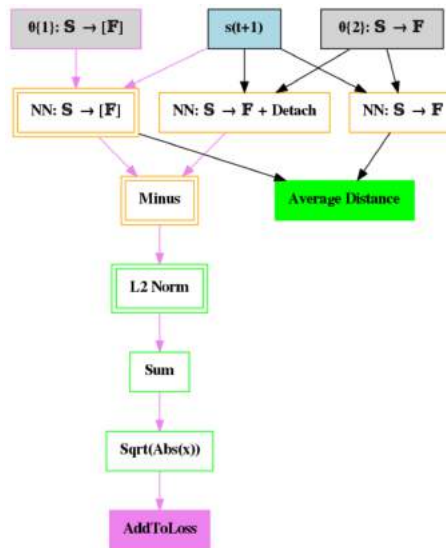 θ{1}: 𝕊 → [𝔽]
s(t+1)
θ{2}: 𝕊 → 𝔽
NN: 𝕊 → [𝔽]
NN: 𝕊 → 𝔽 + Detach
NN: 𝕊 → 𝔽
Minus
Average Distance
L2 Norm
Sum
Sqrt(Abs(x))
AddToLoss